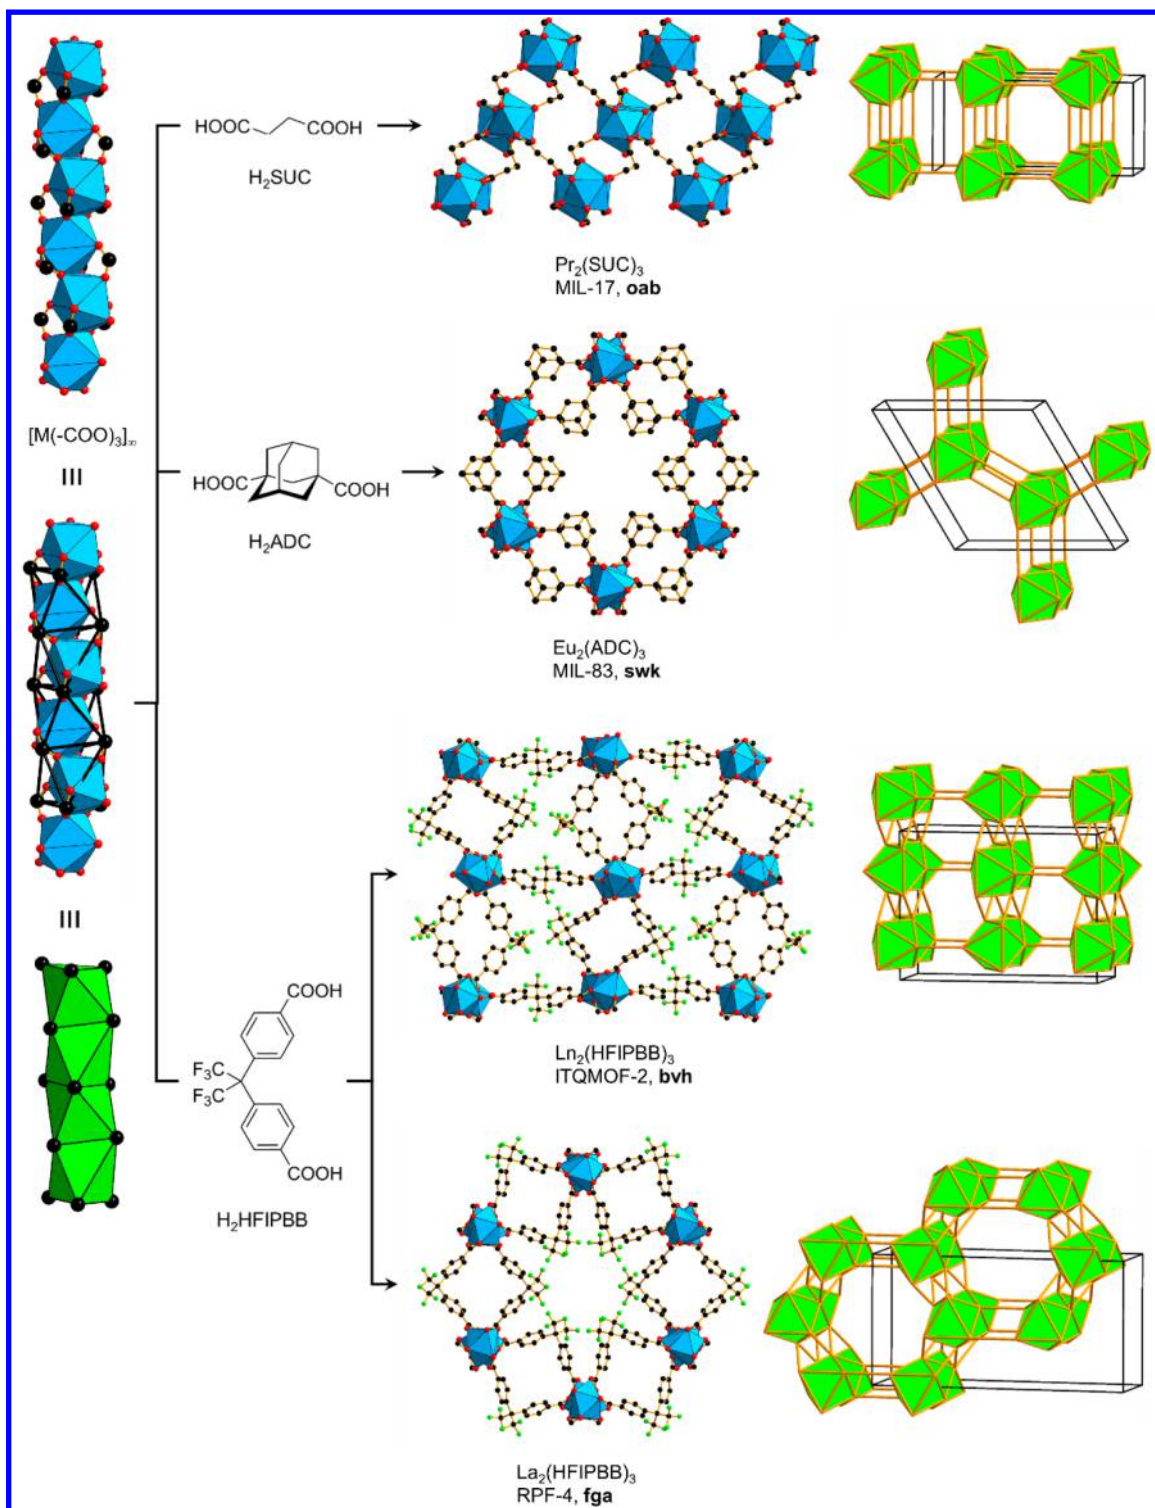 HOOC
COOH
H₂SUC
Pr₂(SUC)₃
MIL-17, oab
[M(-COO)₃]∞
III
HOOC
COOH
H₂ADC
Eu₂(ADC)₃
MIL-83, swk
III
COOH
F₃C
F₃C
COOH
H₂HFIPBB
Ln₂(HFIPBB)₃
ITQMOF-2, bvh
La₂(HFIPBB)₃
RPF-4, fga